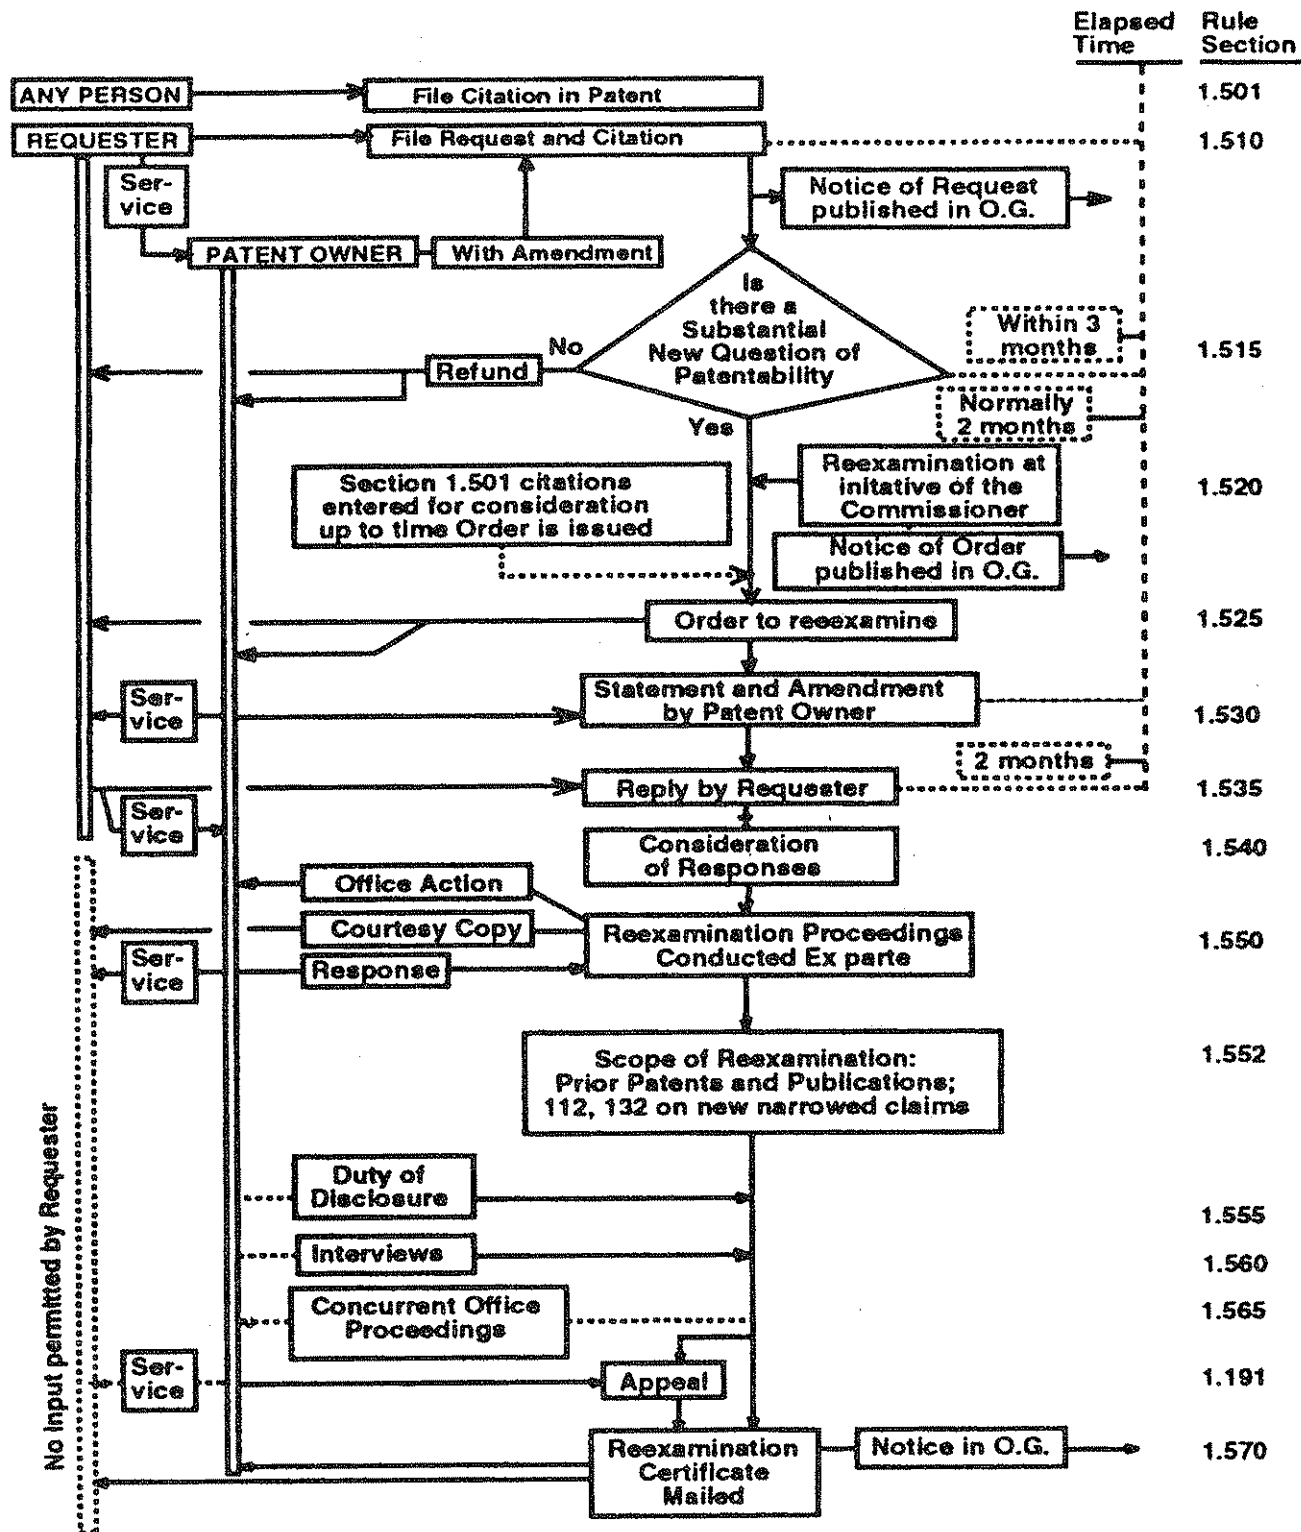 Elapsed
Time
Rule
Section
ANY PERSON
File Citation in Patent
1.501
REQUESTER
File Request and Citation
1.510
Ser-
vice
Notice of Request
published in O.G.
PATENT OWNER
With Amendment
Is
there a
Substantial
New Question of
Patentability
Within 3
months
1.515
No
Refund
Normally
2 months
Yes
Section 1.501 citations
entered for consideration
up to time Order is issued
Reexamination at
initative of the
Commissioner
1.520
Notice of Order
published in O.G.
Order to reeexamine
1.525
Ser-
vice
Statement and Amendment
by Patent Owner
1.530
2 months
Reply by Requester
1.535
Ser-
vice
Consideration
of Responses
1.540
Office Action
Courtesy Copy
Reexamination Proceedings
Conducted Ex parte
1.550
Ser-
vice
Response
Scope of Reexamination:
Prior Patents and Publications;
112, 132 on new narrowed claims
1.552
No Input permitted by Requester
Duty of
Disclosure
1.555
Interviews
1.560
Concurrent Office
Proceedings
1.565
Ser-
vice
Appeal
1.191
Reexamination
Certificate
Mailed
Notice in O.G.
1.570